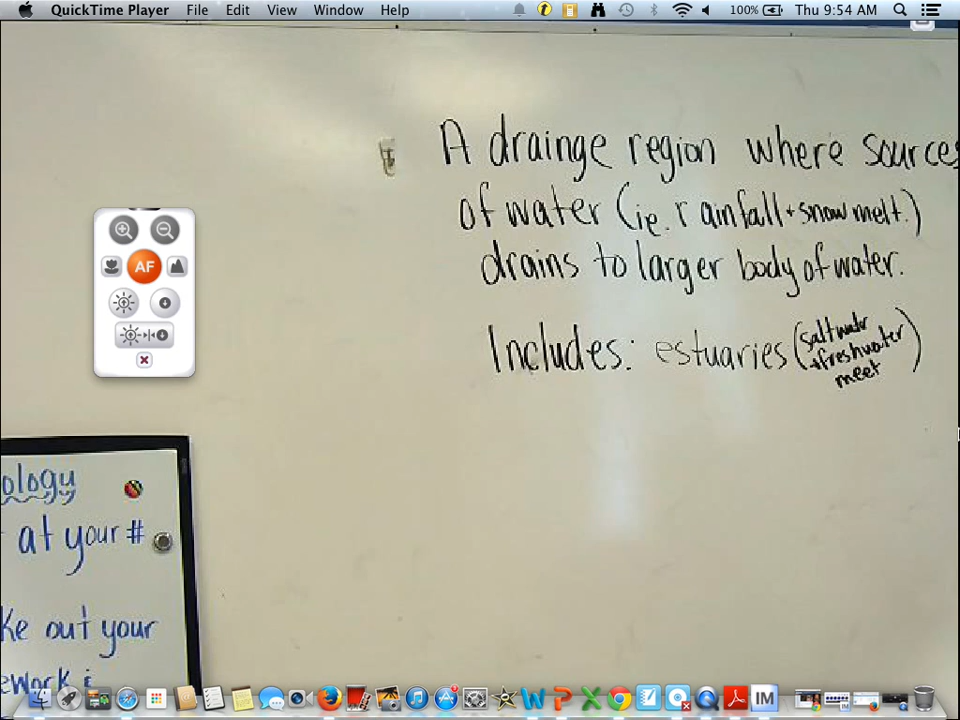 QuickTime Player File Edit View Window Help 100% Thu 9:54 AM
A drainge region where sources
of water (ie. rainfall + snow melt.)
drains to larger body of water.
Includes: estuaries (saltwater
+freshwater
meet)
AF
ology
at your #
ke out your
ework
IM